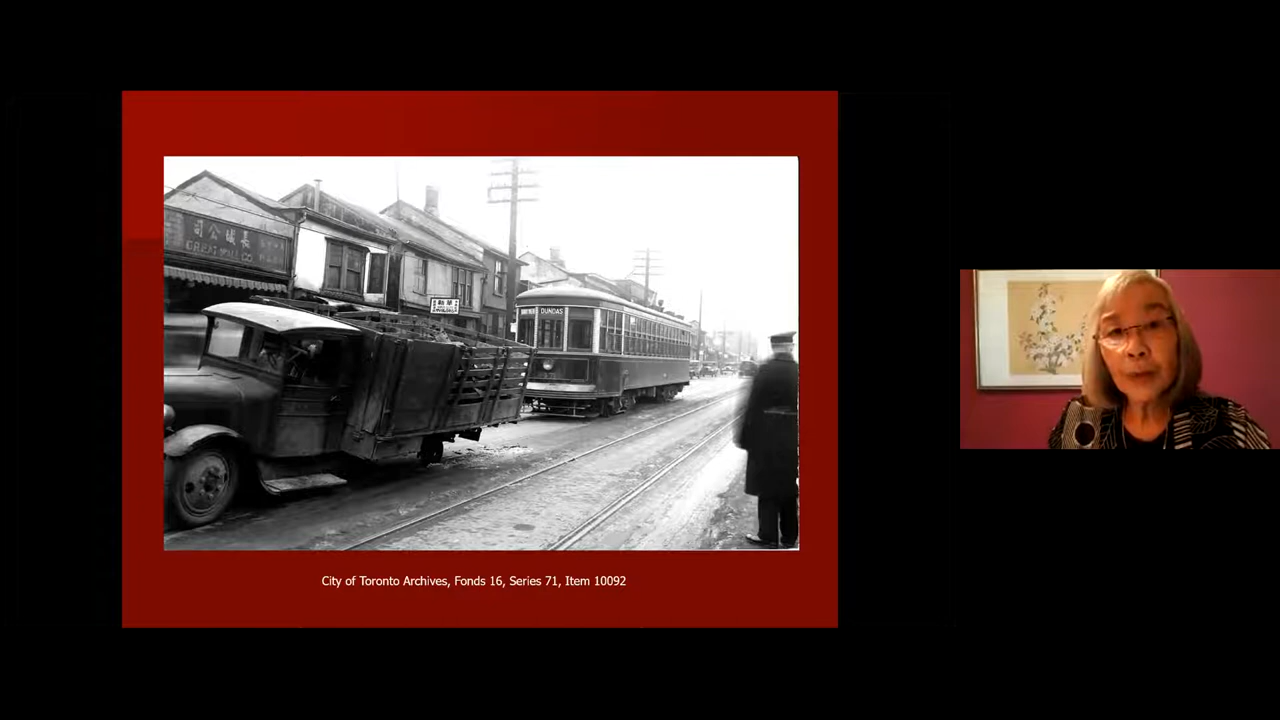 長城公司
GREAT WALL CO
DUNDAS
City of Toronto Archives, Fonds 16, Series 71, Item 10092